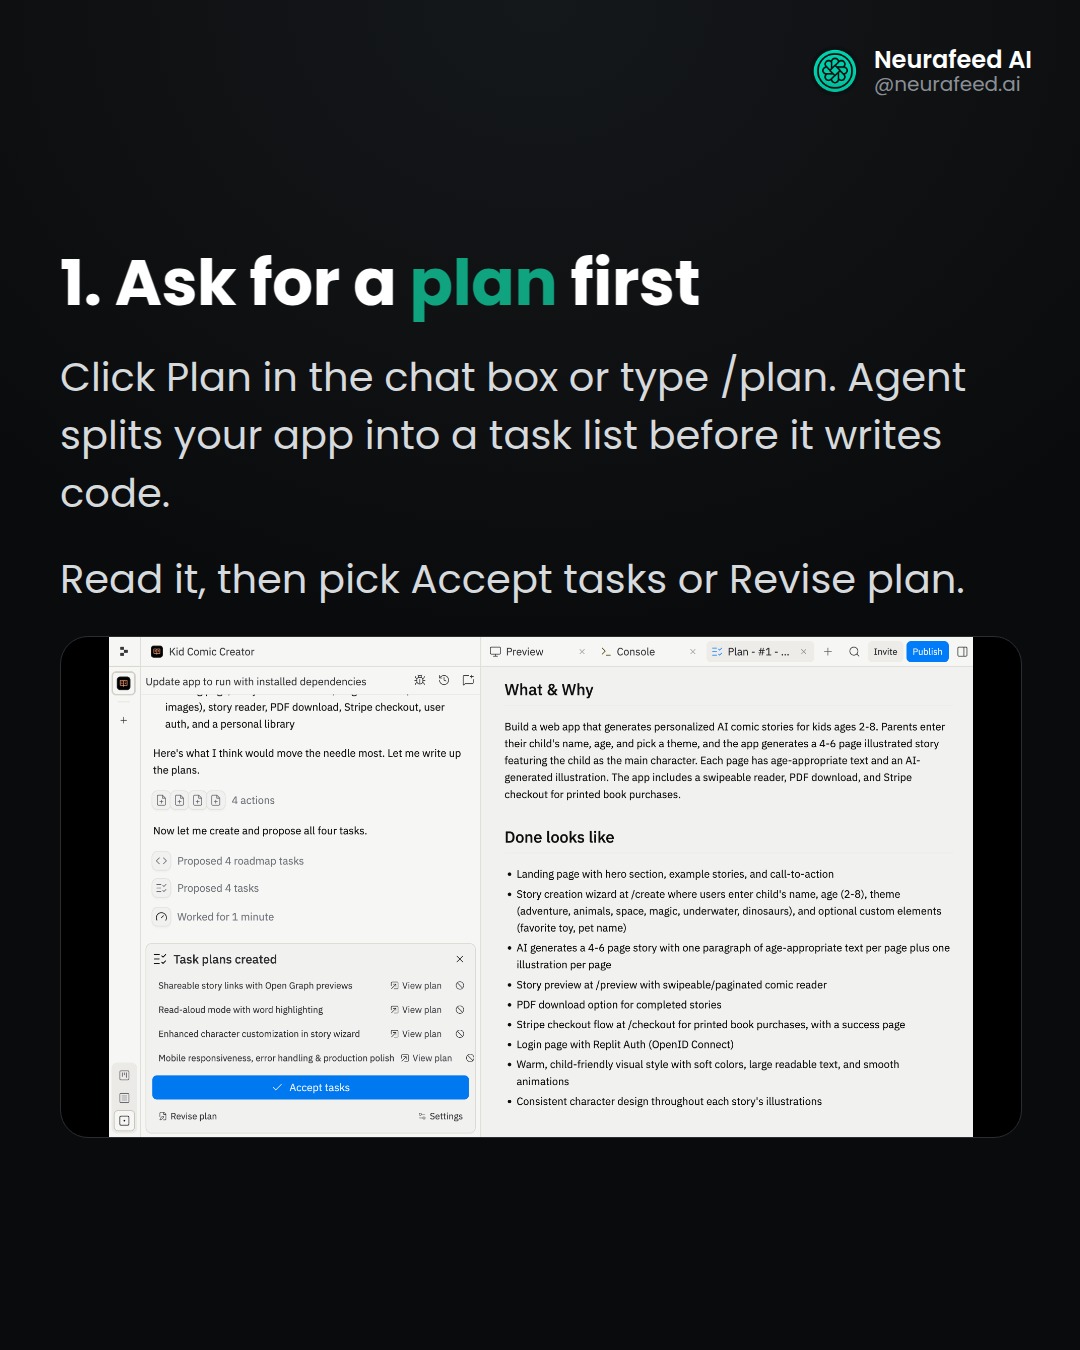 Neurafeed AI
@neurafeed.ai
1. Ask for a plan first
Click Plan in the chat box or type /plan. Agent
splits your app into a task list before it writes
code.
Read it, then pick Accept tasks or Revise plan.
Kid Comic Creator
Update app to run with installed dependencies
images), story reader, PDF download, Stripe checkout, user
auth, and a personal library
Here's what I think would move the needle most. Let me write up
the plans.
4 actions
Now let me create and propose all four tasks.
Proposed 4 roadmap tasks
Proposed 4 tasks
Worked for 1 minute
Task plans created
Shareable story links with Open Graph previews View plan
Read-aloud mode with word highlighting View plan
Enhanced character customization in story wizard View plan
Mobile responsiveness, error handling & production polish View plan
Accept tasks
Revise plan Settings
Preview Console Plan - #1 - ... Invite Publish
What & Why
Build a web app that generates personalized AI comic stories for kids ages 2-8. Parents enter
their child's name, age, and pick a theme, and the app generates a 4-6 page illustrated story
featuring the child as the main character. Each page has age-appropriate text and an AI-
generated illustration. The app includes a swipeable reader, PDF download, and Stripe
checkout for printed book purchases.
Done looks like
• Landing page with hero section, example stories, and call-to-action
• Story creation wizard at /create where users enter child's name, age (2-8), theme
(adventure, animals, space, magic, underwater, dinosaurs), and optional custom elements
(favorite toy, pet name)
• AI generates a 4-6 page story with one paragraph of age-appropriate text per page plus one
illustration per page
• Story preview at /preview with swipeable/paginated comic reader
• PDF download option for completed stories
• Stripe checkout flow at /checkout for printed book purchases, with a success page
• Login page with Replit Auth (OpenID Connect)
• Warm, child-friendly visual style with soft colors, large readable text, and smooth
animations
• Consistent character design throughout each story's illustrations